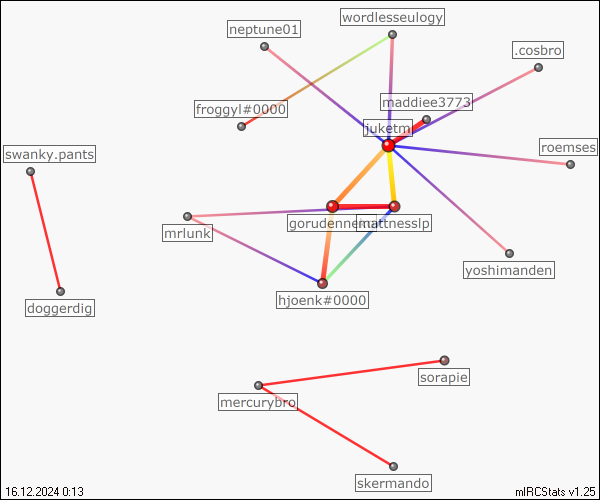 wordlesseulogy
neptune01
.cosbro
maddiee3773
froggyl#0000
juketm
roemses
swanky.pants
mattnesslp
mrlunk
yoshimanden
hjoenk#0000
doggerdig
sorapie
mercurybro
skermando
16.12.2024 0:13
mIRCStats v1.25